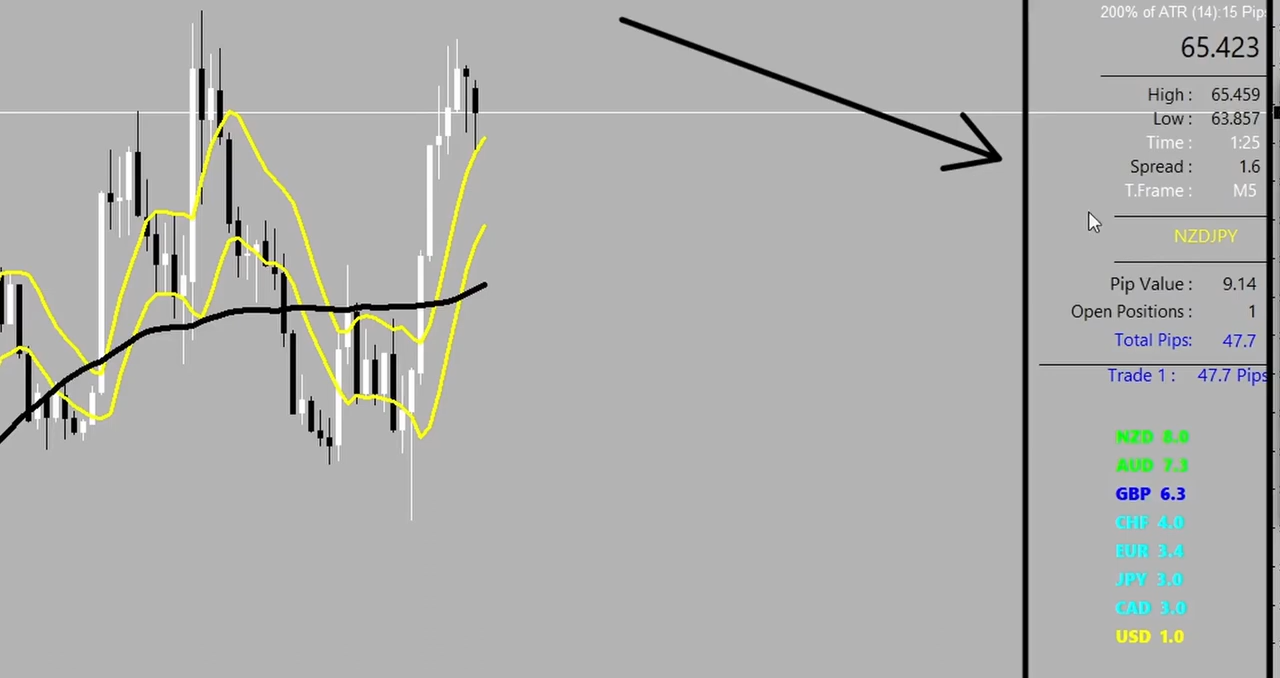 200% of ATR (14):15 Pips
65.423
High : 65.459
Low : 63.857
Time : 1:25
Spread : 1.6
T.Frame : M5
NZDJPY
Pip Value : 9.14
Open Positions : 1
Total Pips: 47.7
Trade 1 : 47.7 Pips
NZD 8.0
AUD 7.3
GBP 6.3
CHF 4.0
EUR 3.4
JPY 3.0
CAD 3.0
USD 1.0